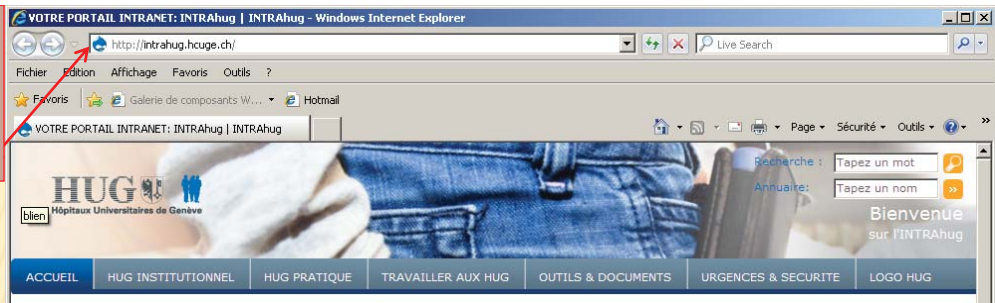 VOTRE PORTAIL INTRANET: INTRAhug | INTRAhug - Windows Internet Explorer
http://intrahug.hcuge.ch/
Live Search
Fichier Edition Affichage Favoris Outils ?
Favoris Galerie de composants W... Hotmail
VOTRE PORTAIL INTRANET: INTRAhug | INTRAhug
Page Sécurité Outils »
Recherche : Tapez un mot
Annuaire: Tapez un nom »
HUG
Hôpitaux Universitaires de Genève
blien
Bienvenue
sur l'INTRAhug
ACCUEIL HUG INSTITUTIONNEL HUG PRATIQUE TRAVAILLER AUX HUG OUTILS & DOCUMENTS URGENCES & SECURITE LOGO HUG